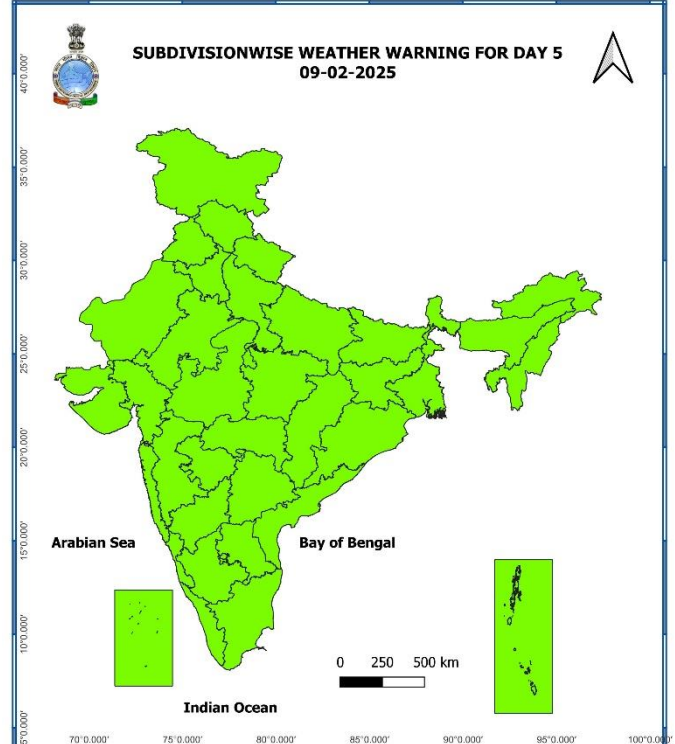 SUBDIVISIONWISE WEATHER WARNING FOR DAY 5
09-02-2025
40°0.000'
35°0.000'
30°0.000'
25°0.000'
20°0.000'
15°0.000'
10°0.000'
5°0.000'
Arabian Sea
Bay of Bengal
0 250 500 km
Indian Ocean
70°0.000' 75°0.000' 80°0.000' 85°0.000' 90°0.000' 95°0.000' 100°0.000'